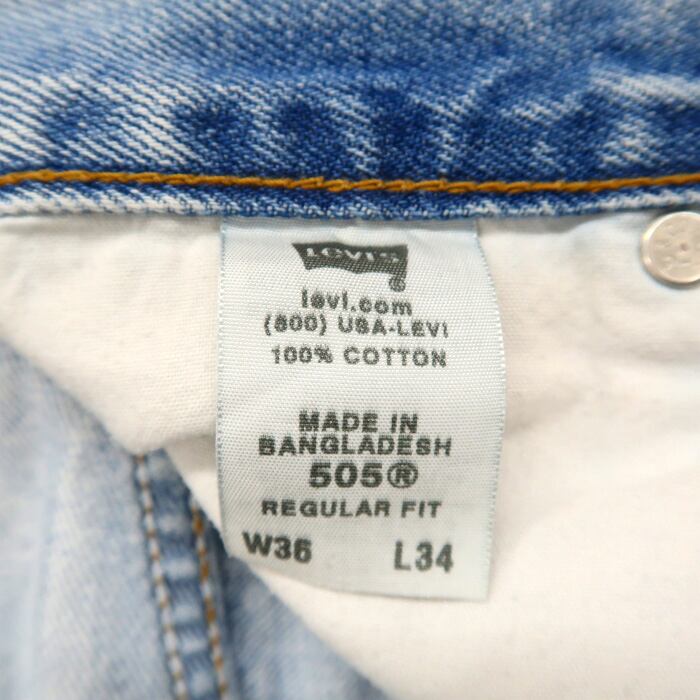 LEVI'S®
levi.com
(800) USA-LEVI
100% COTTON
MADE IN
BANGLADESH
505®
REGULAR FIT
W36 L34